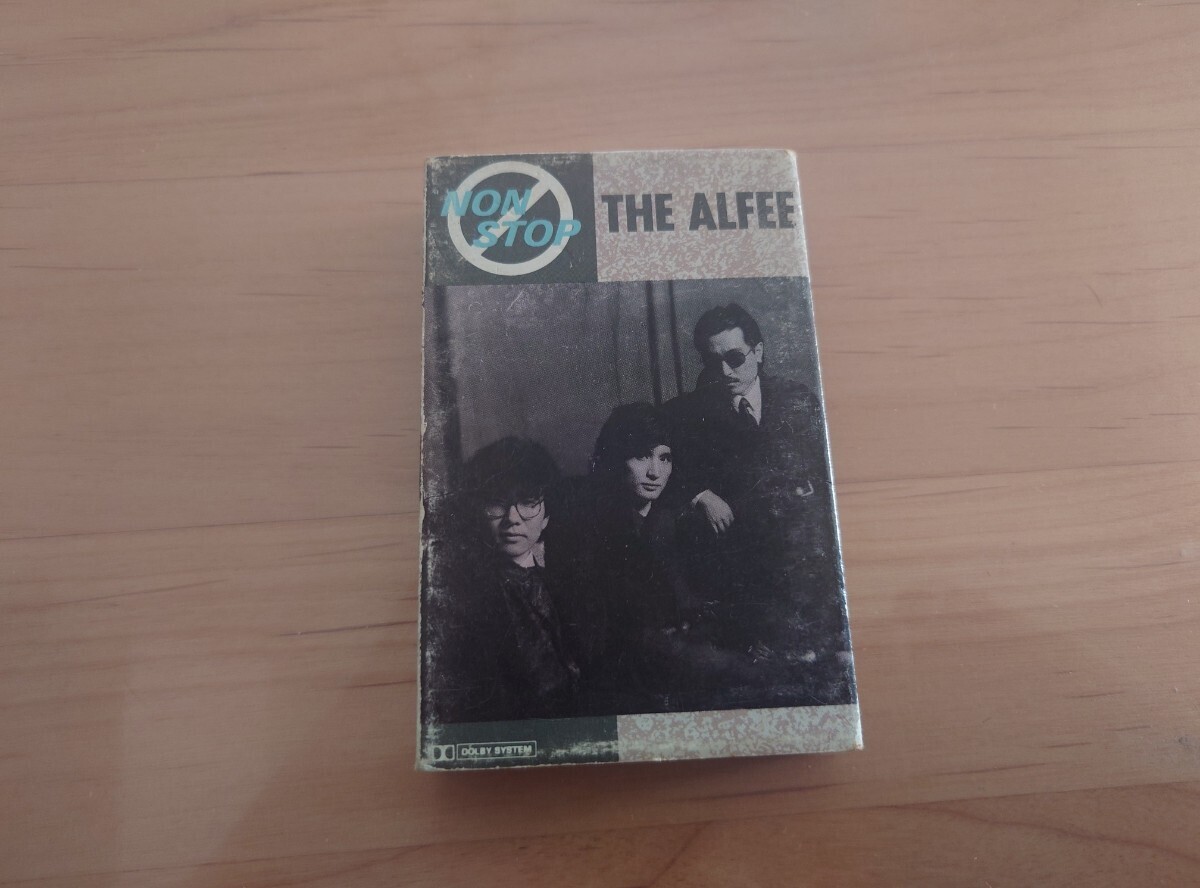 NON
STOP
THE ALFEE
DOLBY SYSTEM